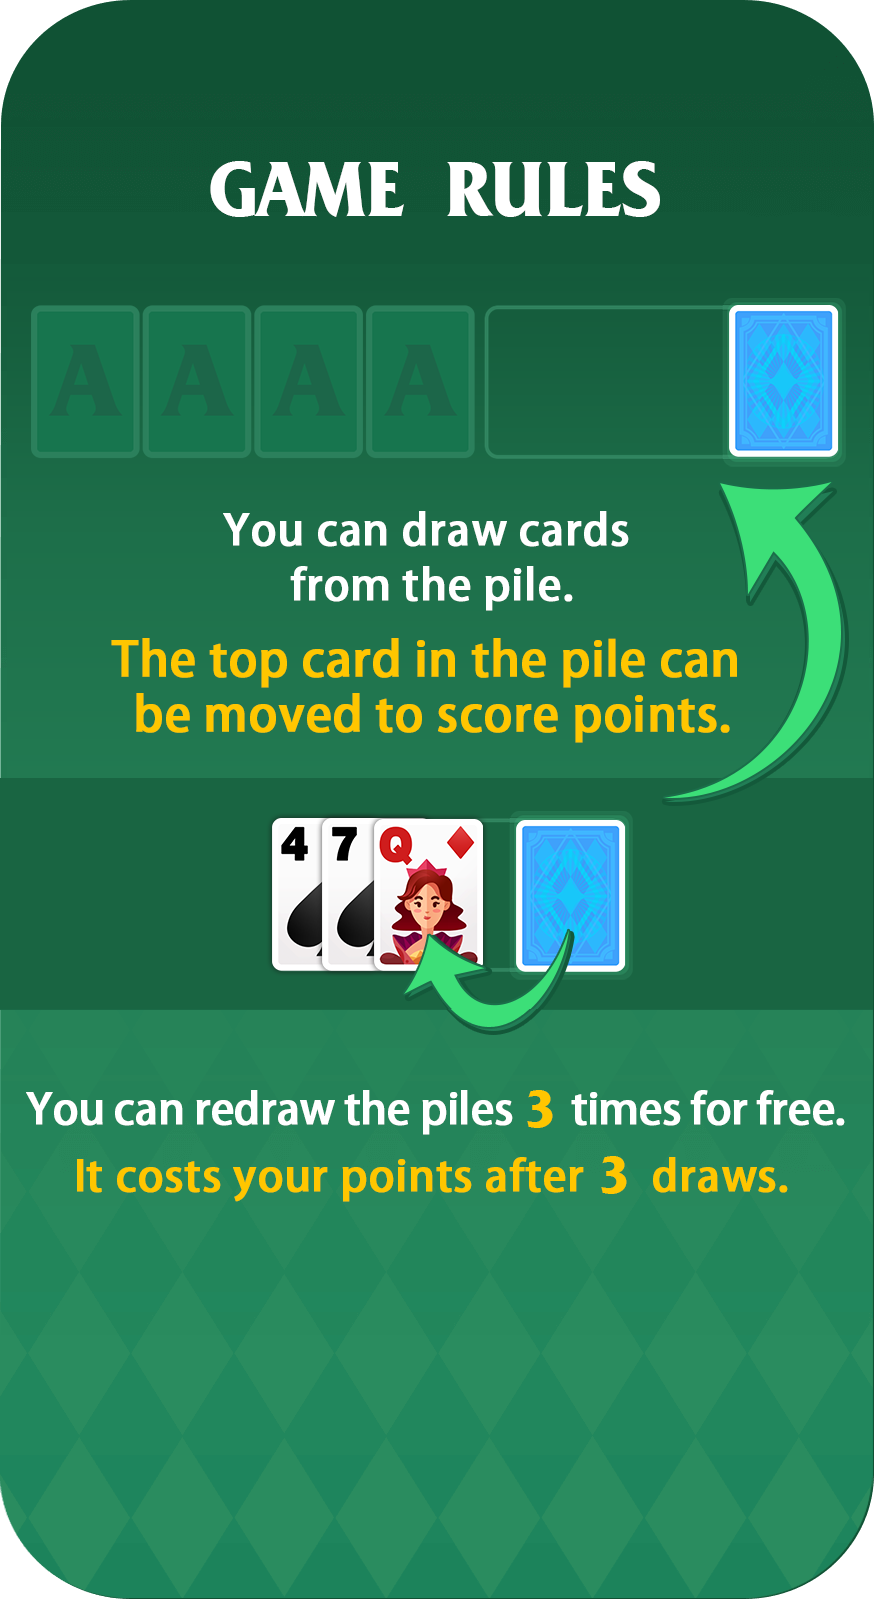 GAME RULES
A A A A
You can draw cards
from the pile.
The top card in the pile can
be moved to score points.
4 7 Q
You can redraw the piles 3 times for free.
It costs your points after 3 draws.